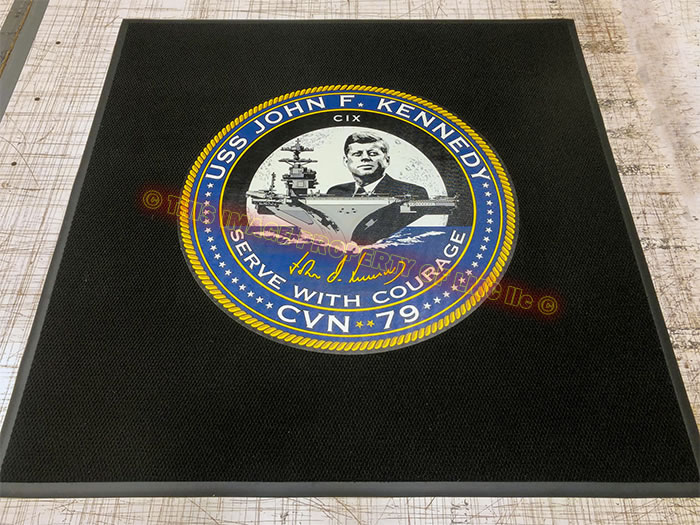 USS JOHN F. KENNEDY
CIX
SERVE WITH COURAGE
CVN 79